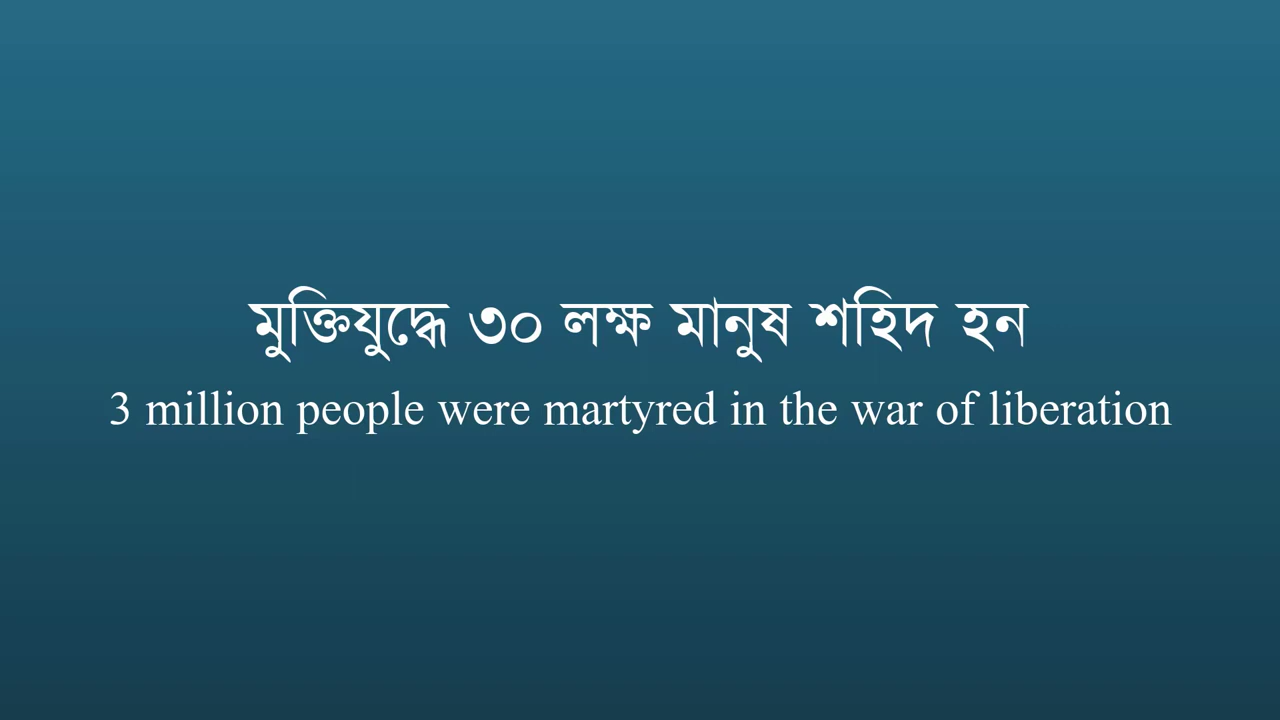 মুক্তিযুদ্ধে ৩০ লক্ষ মানুষ শহিদ হন
3 million people were martyred in the war of liberation